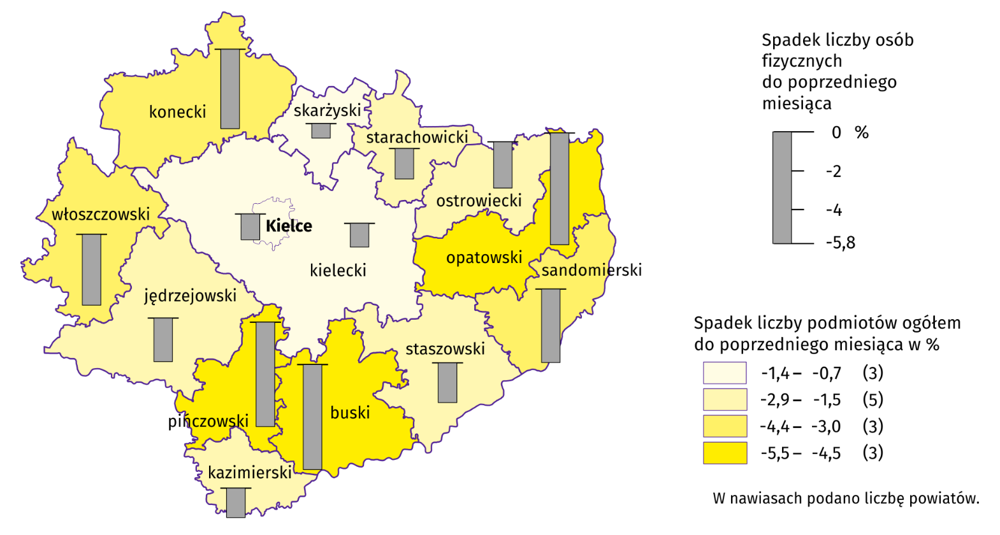 konecki
skarżyski
starachowicki
ostrowiecki
włoszczowski
Kielce
kielecki
opatowski
sandomierski
jędrzejowski
staszowski
pińczowski
buski
kazimierski
Spadek liczby osób
fizycznych
do poprzedniego
miesiąca
0 %
-2
-4
-5,8
Spadek liczby podmiotów ogółem
do poprzedniego miesiąca w %
-1,4 – -0,7 (3)
-2,9 – -1,5 (5)
-4,4 – -3,0 (3)
-5,5 – -4,5 (3)
W nawiasach podano liczbę powiatów.